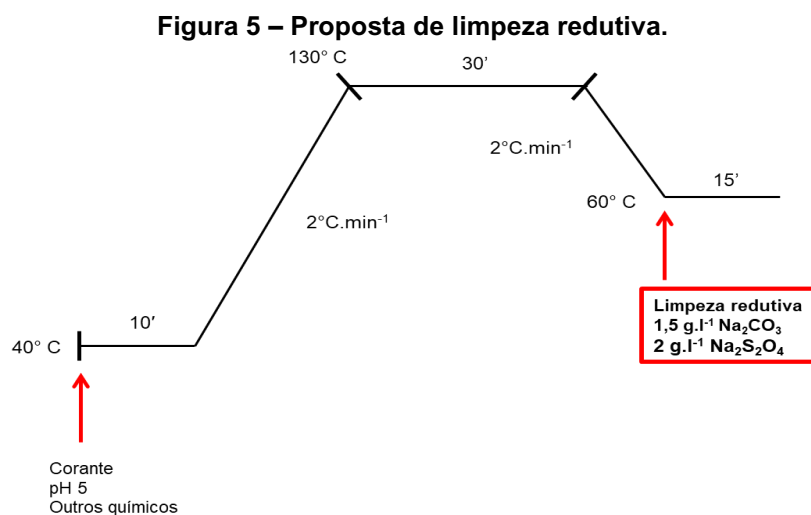 Figura 5 – Proposta de limpeza redutiva.
130° C
30'
2°C.min⁻¹
15'
60° C
2°C.min⁻¹
Limpeza redutiva
1,5 g.l⁻¹ Na₂CO₃
2 g.l⁻¹ Na₂S₂O₄
10'
40° C
Corante
pH 5
Outros químicos